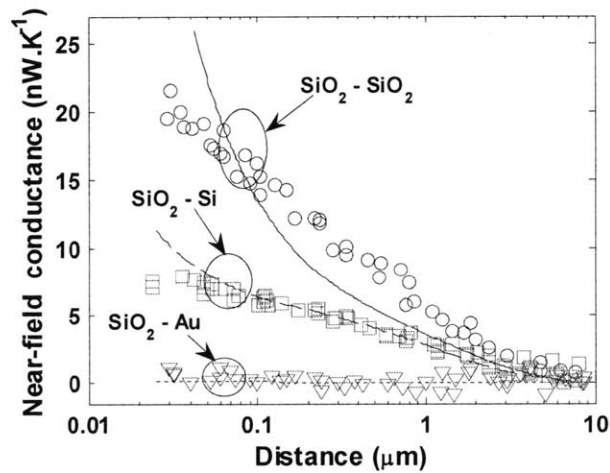 Near-field conductance (nW.K⁻¹)
25
20
15
10
5
0
SiO₂ - SiO₂
SiO₂ - Si
SiO₂ - Au
0.01
0.1
1
10
Distance (μm)